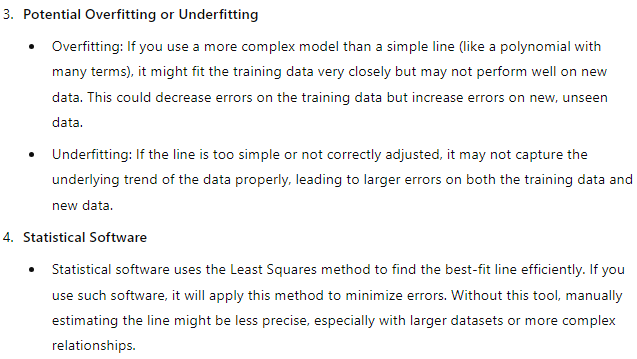 3. Potential Overfitting or Underfitting
• Overfitting: If you use a more complex model than a simple line (like a polynomial with
many terms), it might fit the training data very closely but may not perform well on new
data. This could decrease errors on the training data but increase errors on new, unseen
data.
• Underfitting: If the line is too simple or not correctly adjusted, it may not capture the
underlying trend of the data properly, leading to larger errors on both the training data and
new data.
4. Statistical Software
• Statistical software uses the Least Squares method to find the best-fit line efficiently. If you
use such software, it will apply this method to minimize errors. Without this tool, manually
estimating the line might be less precise, especially with larger datasets or more complex
relationships.